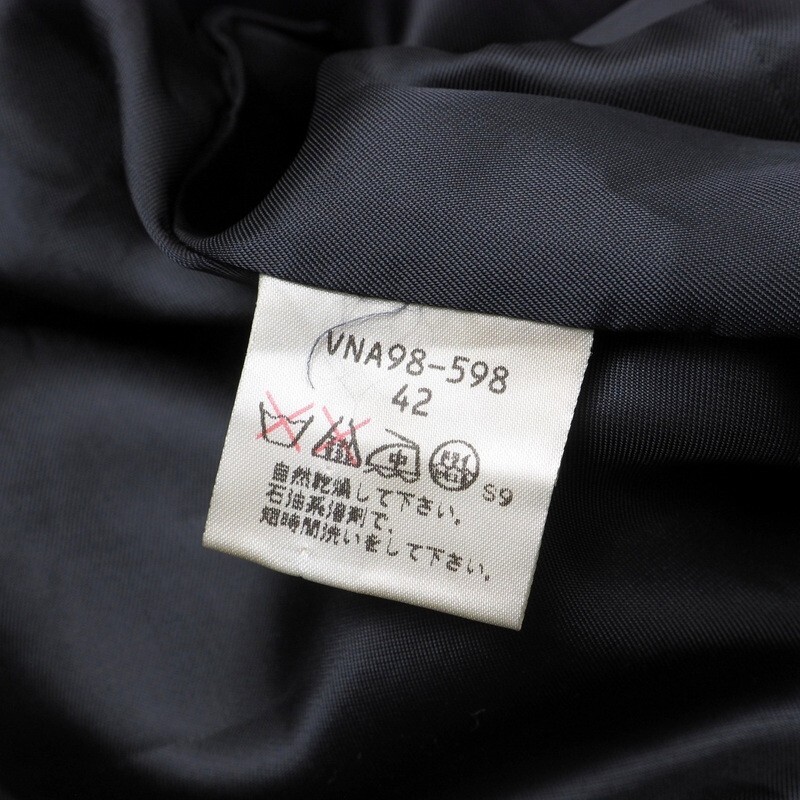 VNA98-598
42
中
S9
自然乾燥して下さい。
石油系溶剤で、
短時間洗いをして下さい。